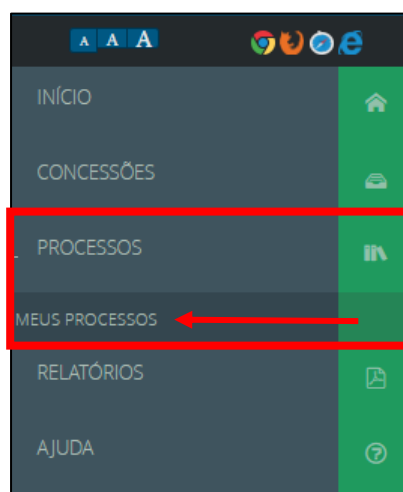 A A A
INÍCIO
CONCESSÕES
PROCESSOS
MEUS PROCESSOS
RELATÓRIOS
AJUDA